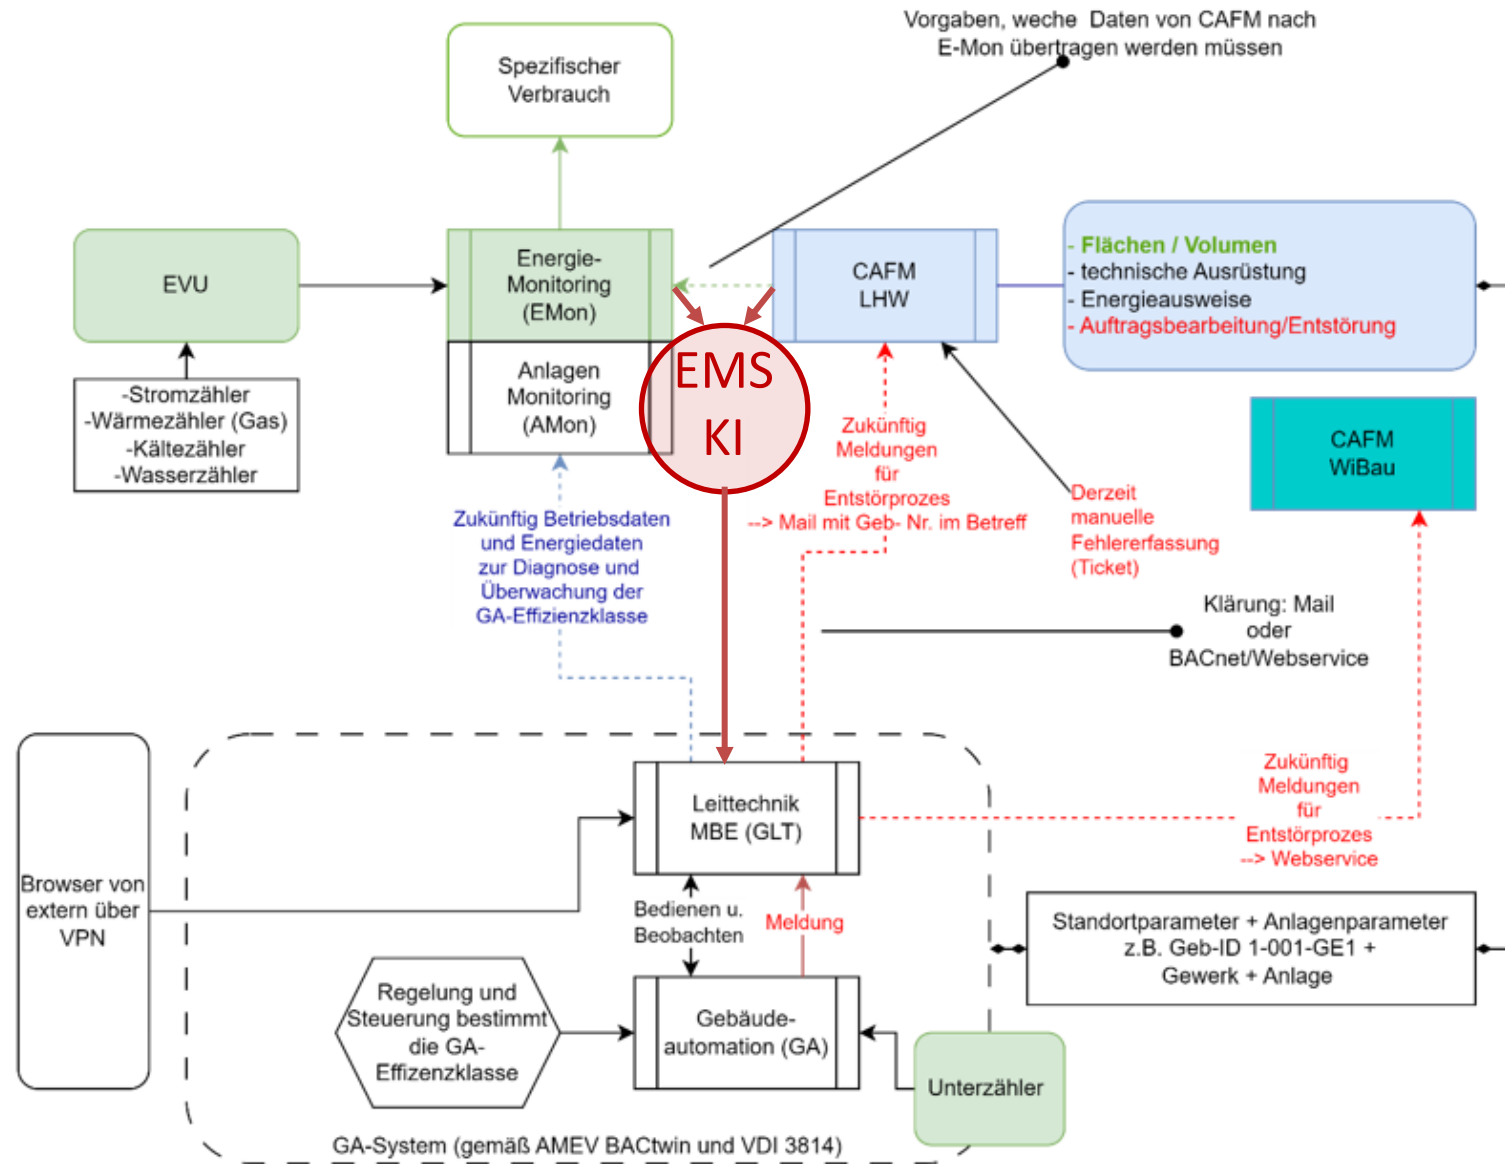 Vorgaben, weche Daten von CAFM nach
E-Mon übertragen werden müssen
Spezifischer
Verbrauch
EVU
Energie-
Monitoring
(EMon)
CAFM
LHW
- Flächen / Volumen
- technische Ausrüstung
- Energieausweise
- Auftragsbearbeitung/Entstörung
-Stromzähler
-Wärmezähler (Gas)
-Kältezähler
-Wasserzähler
Anlagen
Monitoring
(AMon)
EMS
KI
CAFM
WiBau
Zukünftig
Meldungen
für
Entstörprozes
--> Mail mit Geb- Nr. im Betreff
Derzeit
manuelle
Fehlererfassung
(Ticket)
Zukünftig Betriebsdaten
und Energiedaten
zur Diagnose und
Überwachung der
GA-Effizienzklasse
Klärung: Mail
oder
BACnet/Webservice
Leittechnik
MBE (GLT)
Zukünftig
Meldungen
für
Entstörprozes
--> Webservice
Browser von
extern über
VPN
Bedienen u.
Beobachten
Meldung
Standortparameter + Anlagenparameter
z.B. Geb-ID 1-001-GE1 +
Gewerk + Anlage
Regelung und
Steuerung bestimmt
die GA-
Effizenzklasse
Gebäude-
automation (GA)
Unterzähler
GA-System (gemäß AMEV BACtwin und VDI 3814)